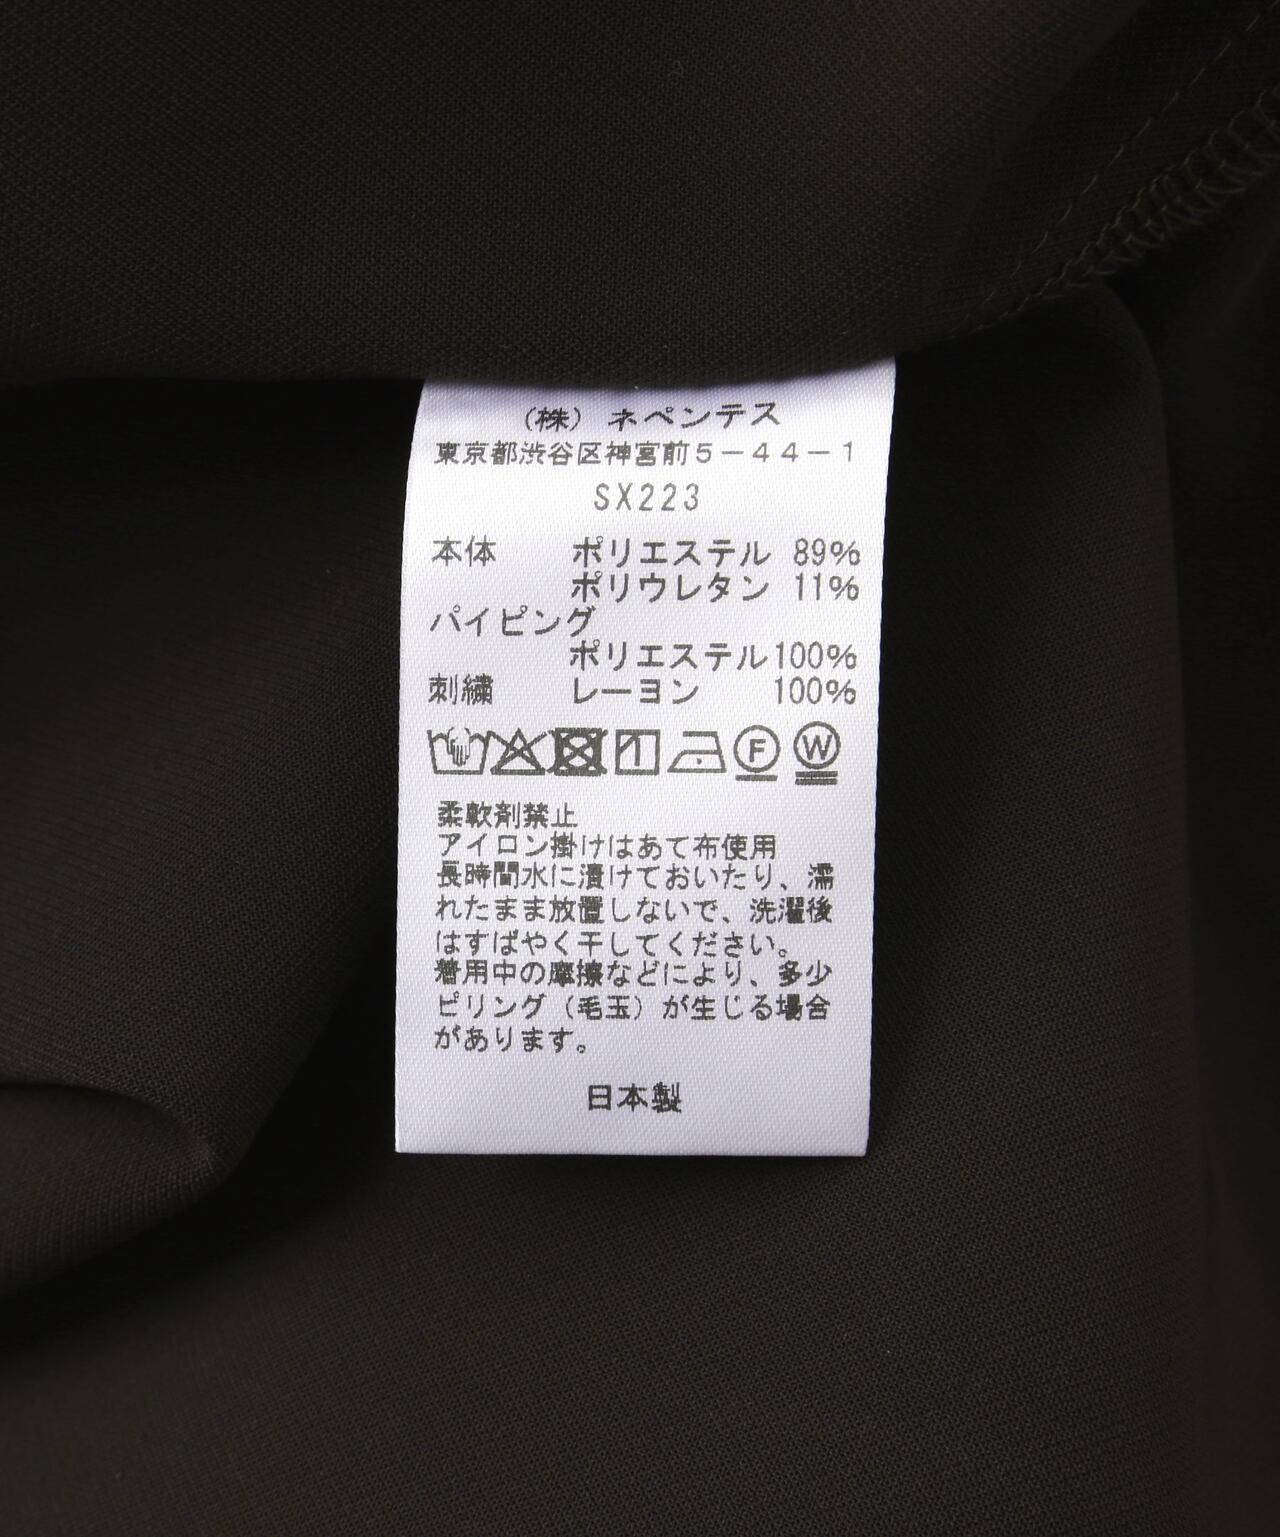 (株) ネペンテス
東京都渋谷区神宮前5-44-1
SX223
本体 ポリエステル 89%
ポリウレタン 11%
パイピング
ポリエステル100%
刺繍 レーヨン 100%
F W
柔軟剤禁止
アイロン掛けはあて布使用
長時間水に漬けておいたり、濡
れたまま放置しないで、洗濯後
はすばやく干してください。
着用中の摩擦などにより、多少
ピリング(毛玉)が生じる場合
があります。
日本製